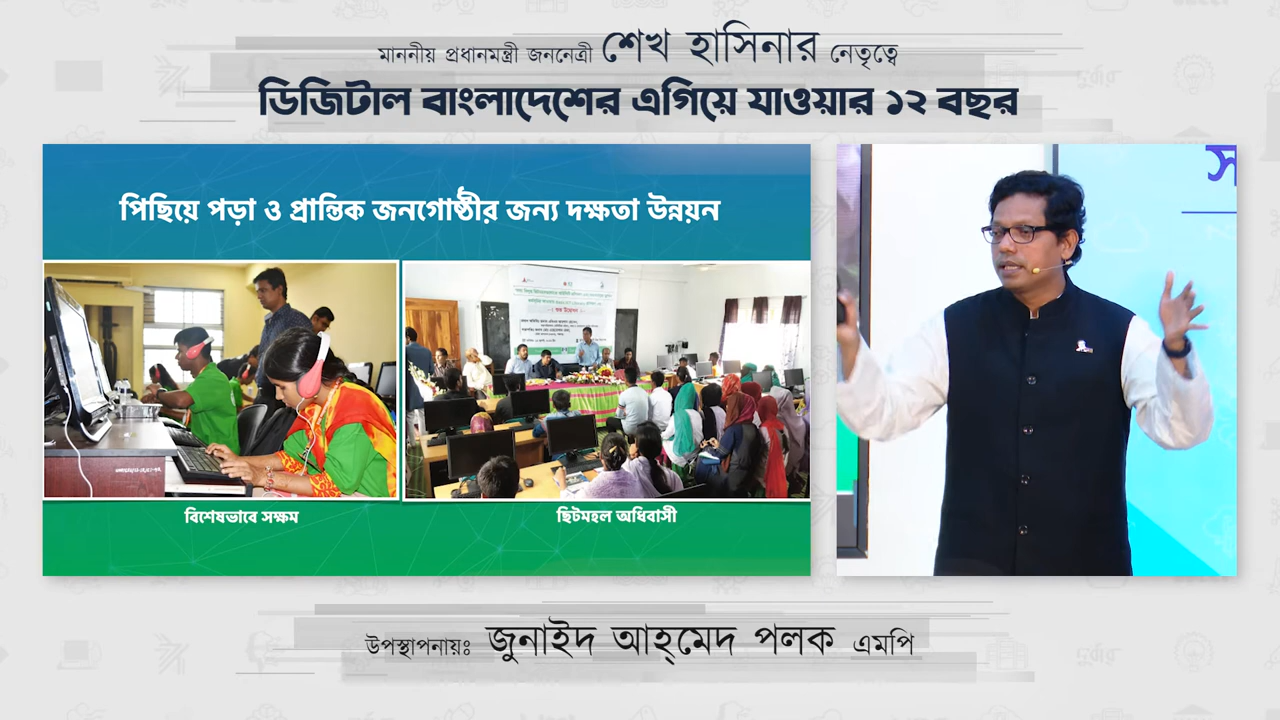 মাননীয় প্রধানমন্ত্রী জননেত্রী শেখ হাসিনার নেতৃত্বে
ডিজিটাল বাংলাদেশের এগিয়ে যাওয়ার ১২ বছর
পিছিয়ে পড়া ও প্রান্তিক জনগোষ্ঠীর জন্য দক্ষতা উন্নয়ন
বিশেষভাবে সক্ষম
ছিটমহল অধিবাসী
উপস্থাপনায়ঃ জুনাইদ আহ্‌মেদ পলক এমপি